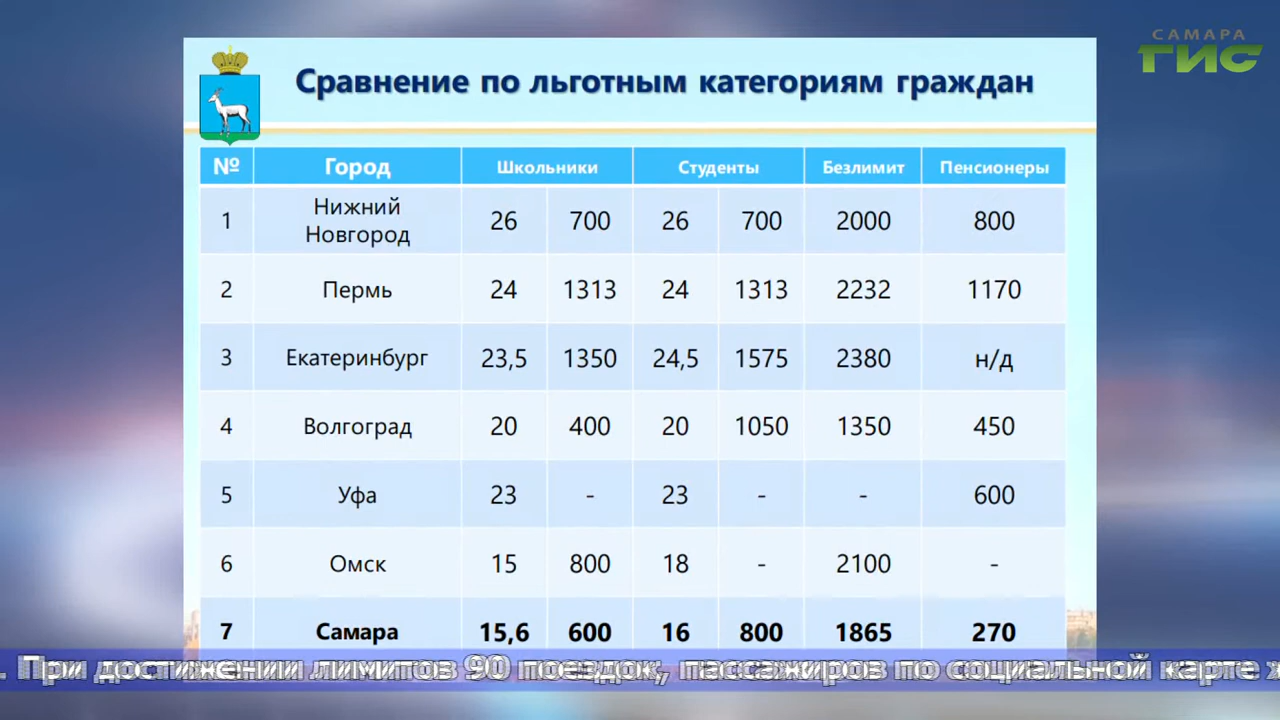 САМАРА
ГИС
Сравнение по льготным категориям граждан
№ Город Школьники Студенты Безлимит Пенсионеры
1 Нижний Новгород 26 700 26 700 2000 800
2 Пермь 24 1313 24 1313 2232 1170
3 Екатеринбург 23,5 1350 24,5 1575 2380 н/д
4 Волгоград 20 400 20 1050 1350 450
5 Уфа 23 - 23 - - 600
6 Омск 15 800 18 - 2100 -
7 Самара 15,6 600 16 800 1865 270
. При достижении лимитов 90 поездок, пассажиров по социальной карте ж